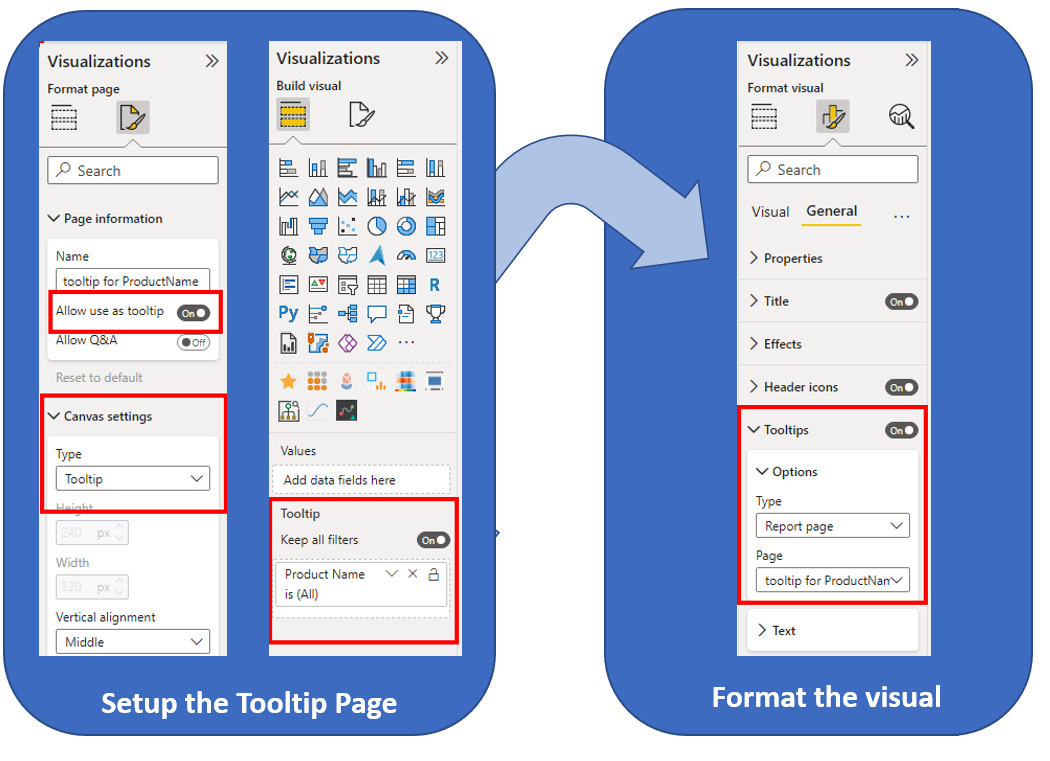 Visualizations
Format page
Search
Page information
Name
tooltip for ProductName
Allow use as tooltip
On
Allow Q&A
Off
Reset to default
Canvas settings
Type
Tooltip
Height
240 px
Width
320 px
Vertical alignment
Middle
Visualizations
Build visual
123
R
Py
...
Values
Add data fields here
Tooltip
Keep all filters
On
Product Name
is (All)
Setup the Tooltip Page
Visualizations
Format visual
Search
Visual
General
...
Properties
Title
On
Effects
Header icons
On
Tooltips
On
Options
Type
Report page
Page
tooltip for ProductNam
Text
Format the visual